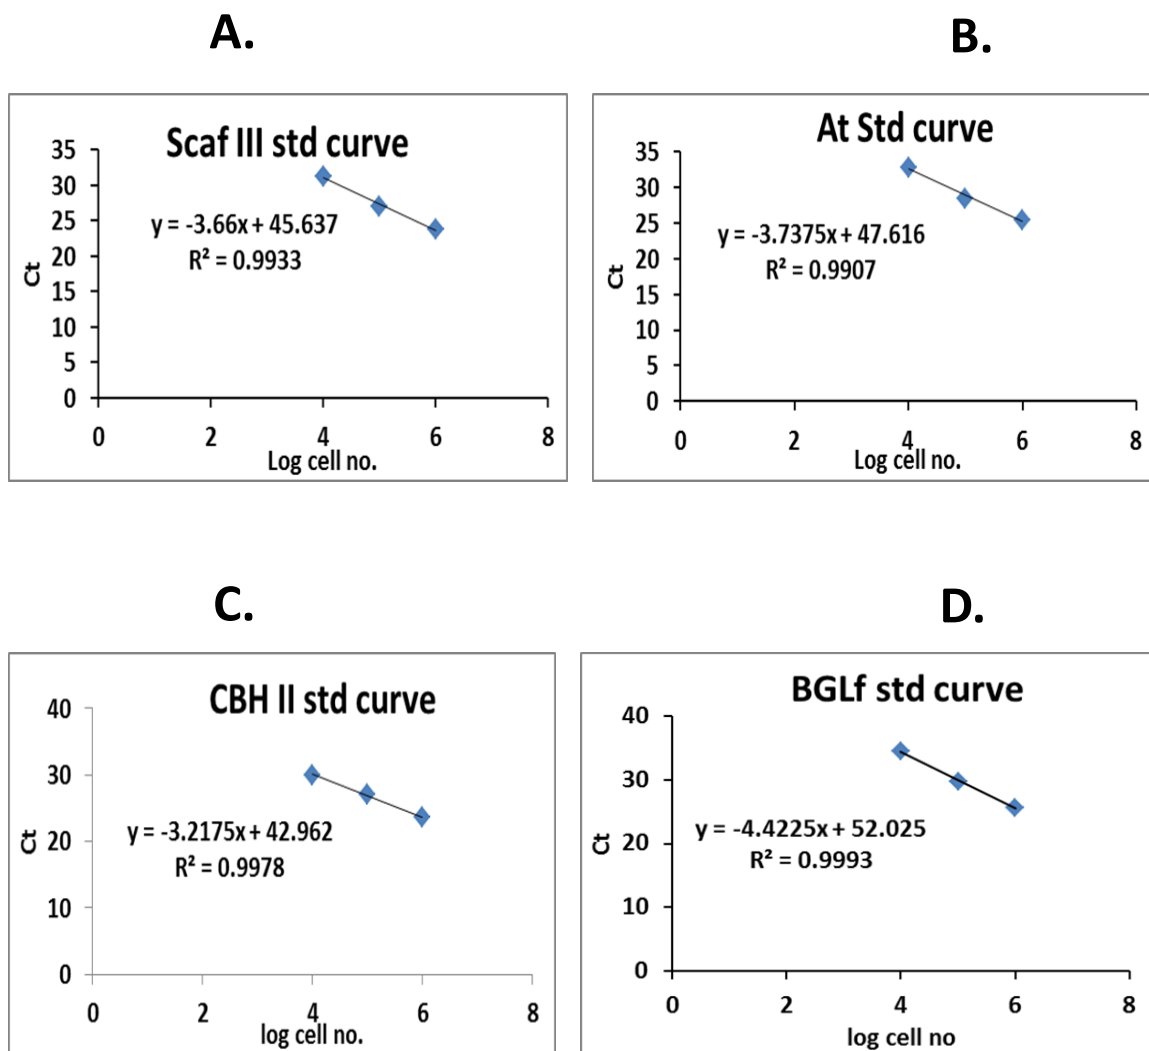 A.
B.
Scaf III std curve
35
30
25
20
15
10
5
0
y = -3.66x + 45.637
R² = 0.9933
Ct
0 2 4 6 8
Log cell no.
At Std curve
35
30
25
20
15
10
5
0
y = -3.7375x + 47.616
R² = 0.9907
Ct
0 2 4 6 8
Log cell no.
C.
D.
CBH II std curve
40
30
20
10
0
y = -3.2175x + 42.962
R² = 0.9978
Ct
0 2 4 6 8
log cell no.
BGLf std curve
40
30
20
10
0
y = -4.4225x + 52.025
R² = 0.9993
Ct
0 2 4 6 8
log cell no